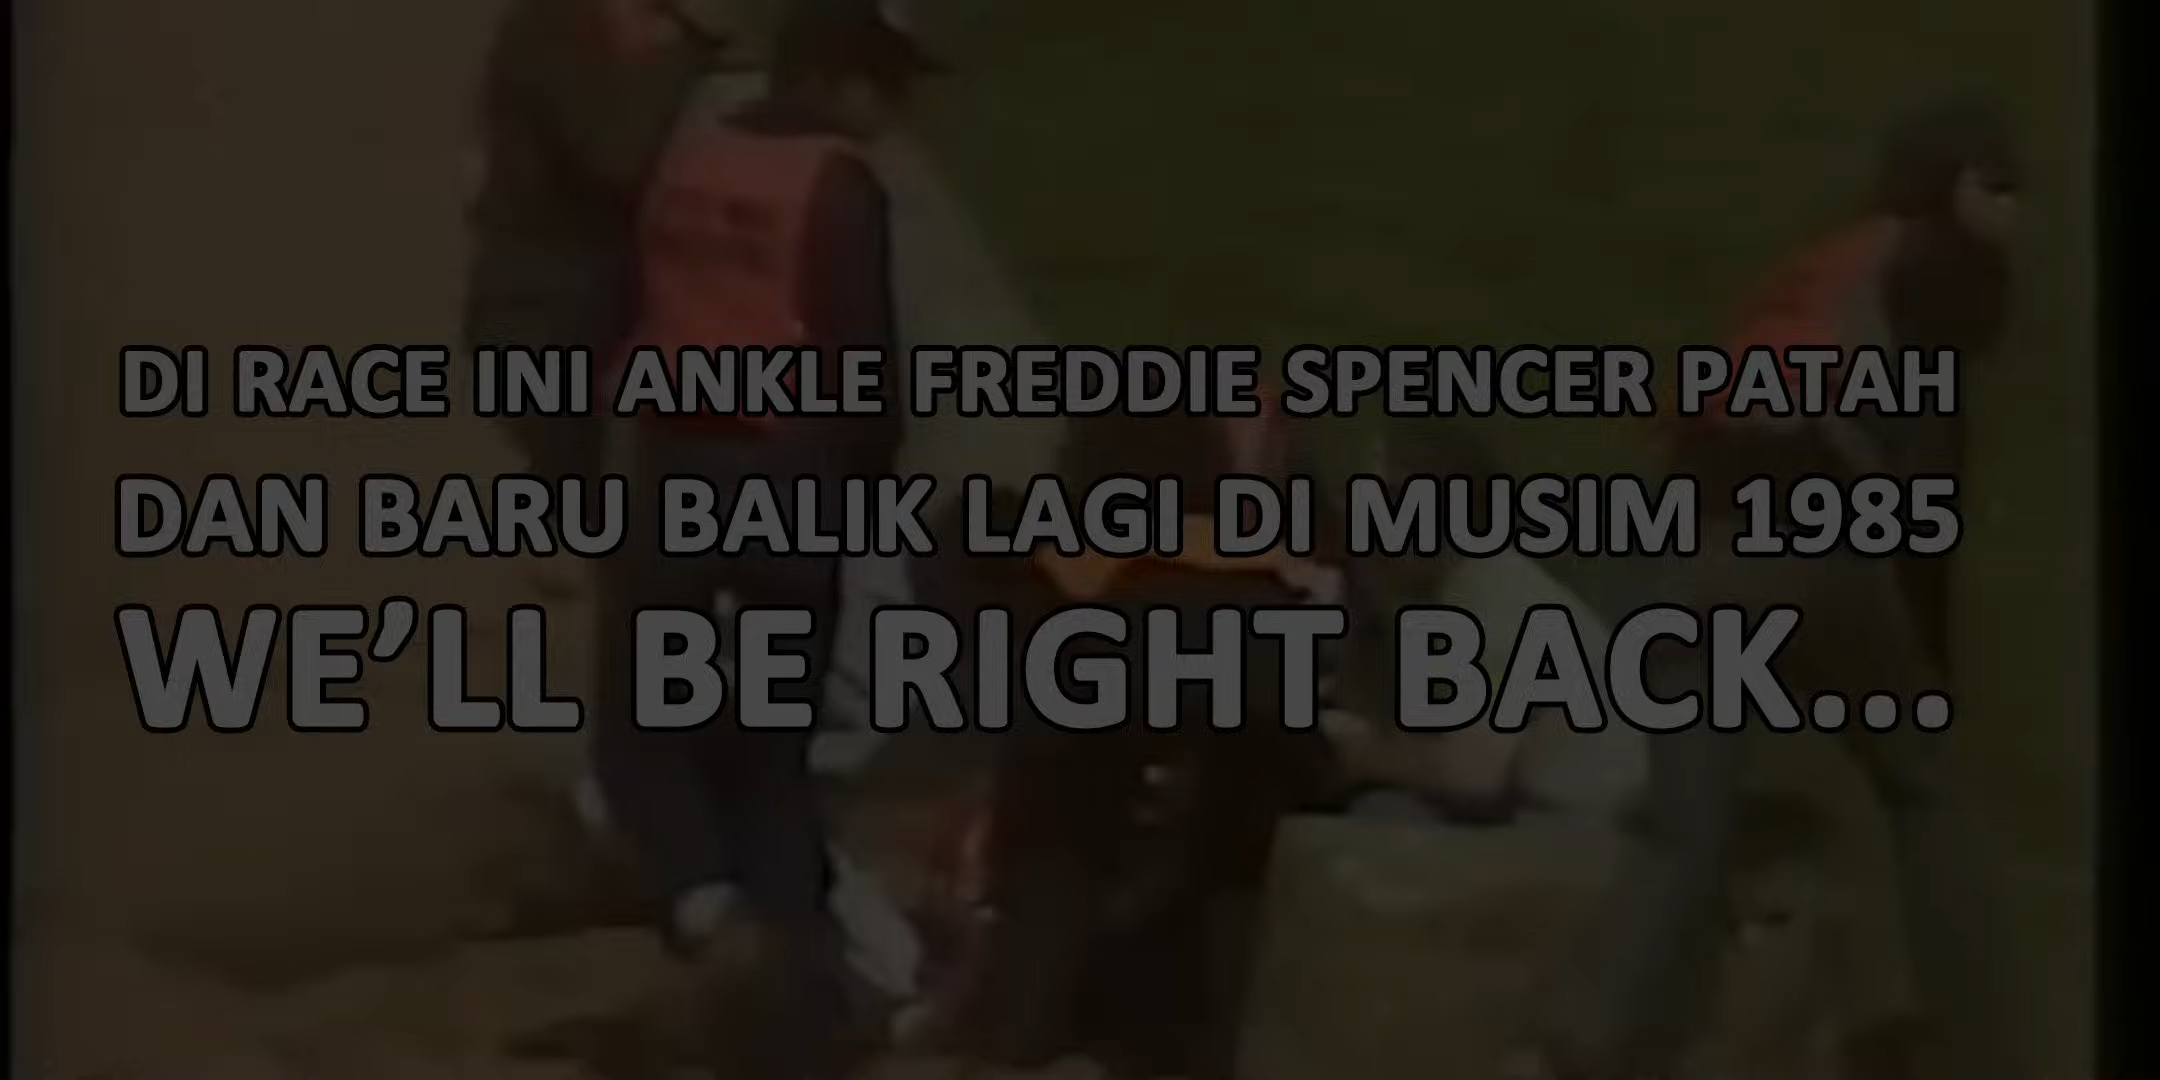 DI RACE INI ANKLE FREDDIE SPENCER PATAH
DAN BARU BALIK LAGI DI MUSIM 1985
WE’LL BE RIGHT BACK...